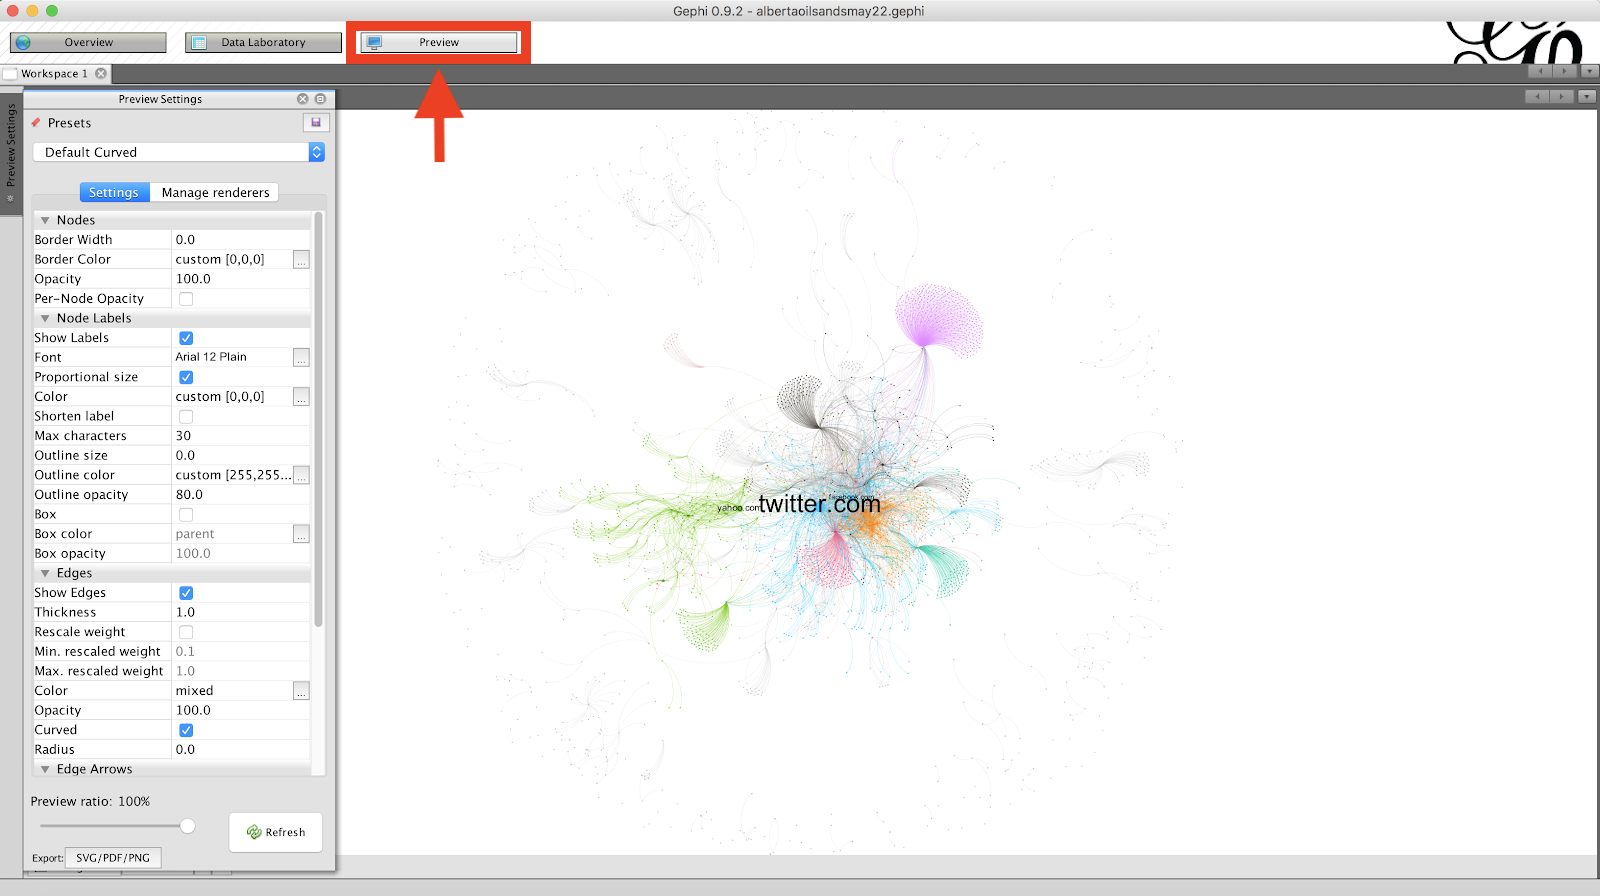 Gephi 0.9.2 - albertaoilsandsmay22.gephi
Overview
Data Laboratory
Preview
Workspace 1
Preview Settings
Preview Settings
Presets
Default Curved
Settings
Manage renderers
Nodes
Border Width 0.0
Border Color custom [0,0,0] ...
Opacity 100.0
Per-Node Opacity
Node Labels
Show Labels
Font Arial 12 Plain ...
Proportional size
Color custom [0,0,0] ...
Shorten label
Max characters 30
Outline size 0.0
Outline color custom [255,255... ...
Outline opacity 80.0
Box
Box color parent ...
Box opacity 100.0
Edges
Show Edges
Thickness 1.0
Rescale weight
Min. rescaled weight 0.1
Max. rescaled weight 1.0
Color mixed ...
Opacity 100.0
Curved
Radius 0.0
Edge Arrows
Preview ratio: 100%
Refresh
Export: SVG/PDF/PNG
facebook.com
yahoo.com
twitter.com